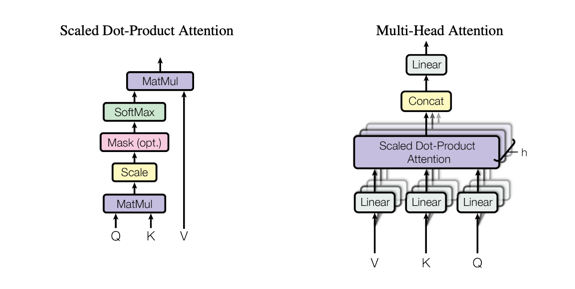 Scaled Dot-Product Attention
MatMul
SoftMax
Mask (opt.)
Scale
MatMul
Q K V
Multi-Head Attention
Linear
Concat
Scaled Dot-Product
Attention
h
Linear Linear Linear
V K Q